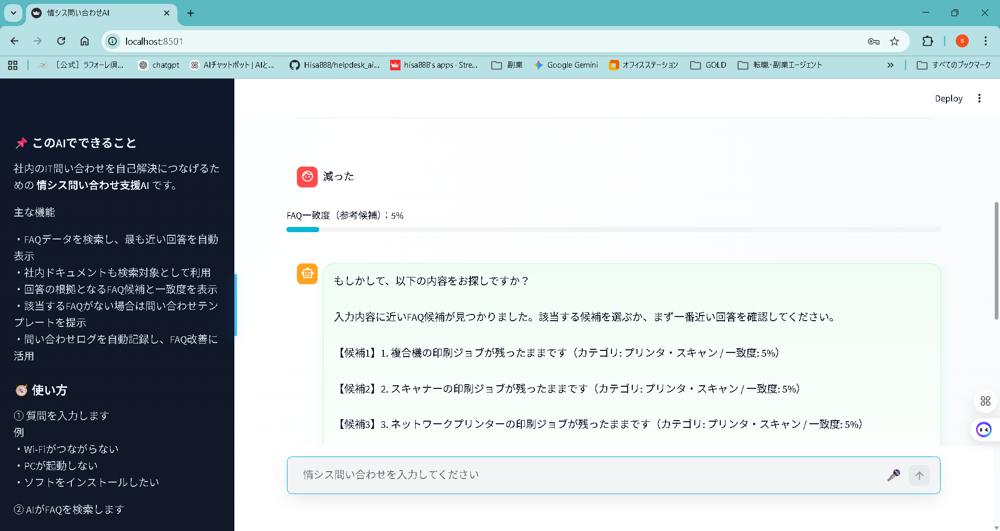 情シス問い合わせAI
localhost:8501
［公式］ラフォーレ倶...
chatgpt
AIチャットボット | AIと...
Hisa888/helpdesk_ai...
hisa888's apps · Stre...
副業
Google Gemini
オフィスステーション
GOLD
転職・副業エージェント
»
すべてのブックマーク
S
Deploy
📌 このAIでできること
社内のIT問い合わせを自己解決につなげるた
めの 情シス問い合わせ支援AI です。
主な機能
・FAQデータを検索し、最も近い回答を自動
表示
・社内ドキュメントも検索対象として利用
・回答の根拠となるFAQ候補と一致度を表示
・該当するFAQがない場合は問い合わせテン
プレートを提示
・問い合わせログを自動記録し、FAQ改善に
活用
🧭 使い方
① 質問を入力します
例
・Wi-Fiがつながらない
・PCが起動しない
・ソフトをインストールしたい
② AIがFAQを検索します
減った
FAQ一致度（参考候補）：5%
もしかして、以下の内容をお探しですか？
入力内容に近いFAQ候補が見つかりました。該当する候補を選ぶか、まず一番近い回答を確認してください。
【候補1】1. 複合機の印刷ジョブが残ったままです（カテゴリ: プリンタ・スキャン / 一致度: 5%）
【候補2】2. スキャナーの印刷ジョブが残ったままです（カテゴリ: プリンタ・スキャン / 一致度: 5%）
【候補3】3. ネットワークプリンターの印刷ジョブが残ったままです（カテゴリ: プリンタ・スキャン / 一致度: 5%）
情シス問い合わせを入力してください